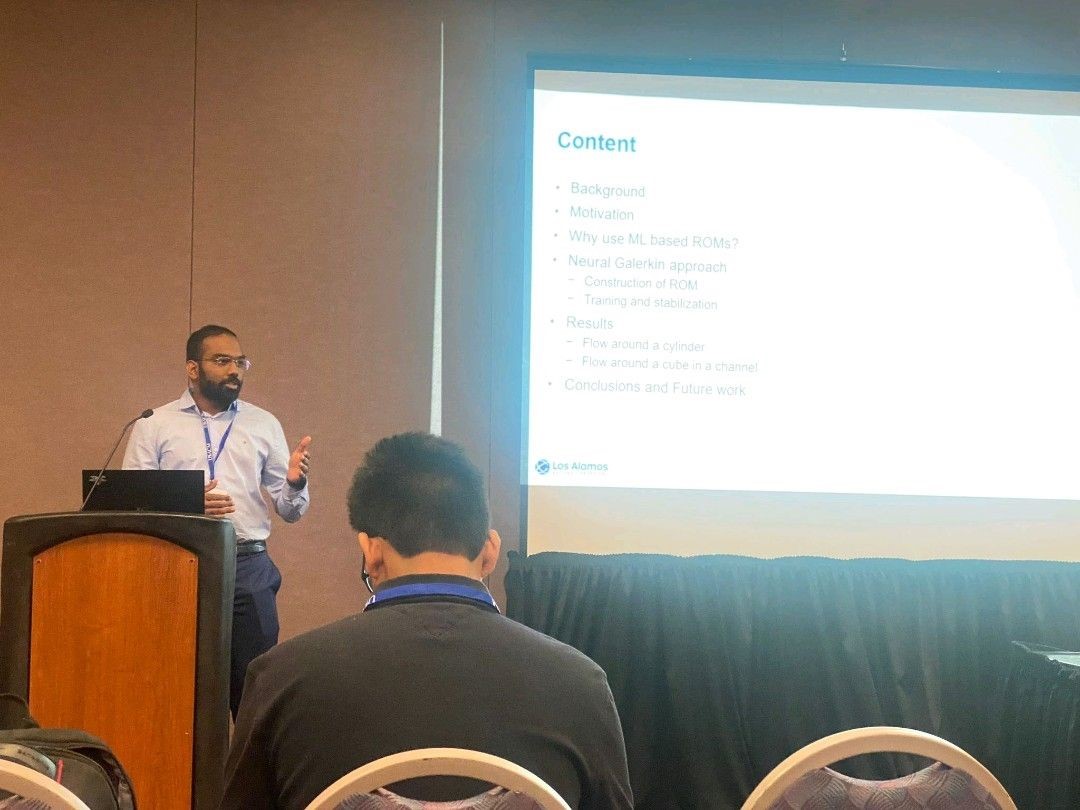 Content
• Background
• Motivation
• Why use ML based ROMs?
• Neural Galerkin approach
– Construction of ROM
– Training and stabilization
• Results
– Flow around a cylinder
– Flow around a cube in a channel
• Conclusions and Future work
Los Alamos